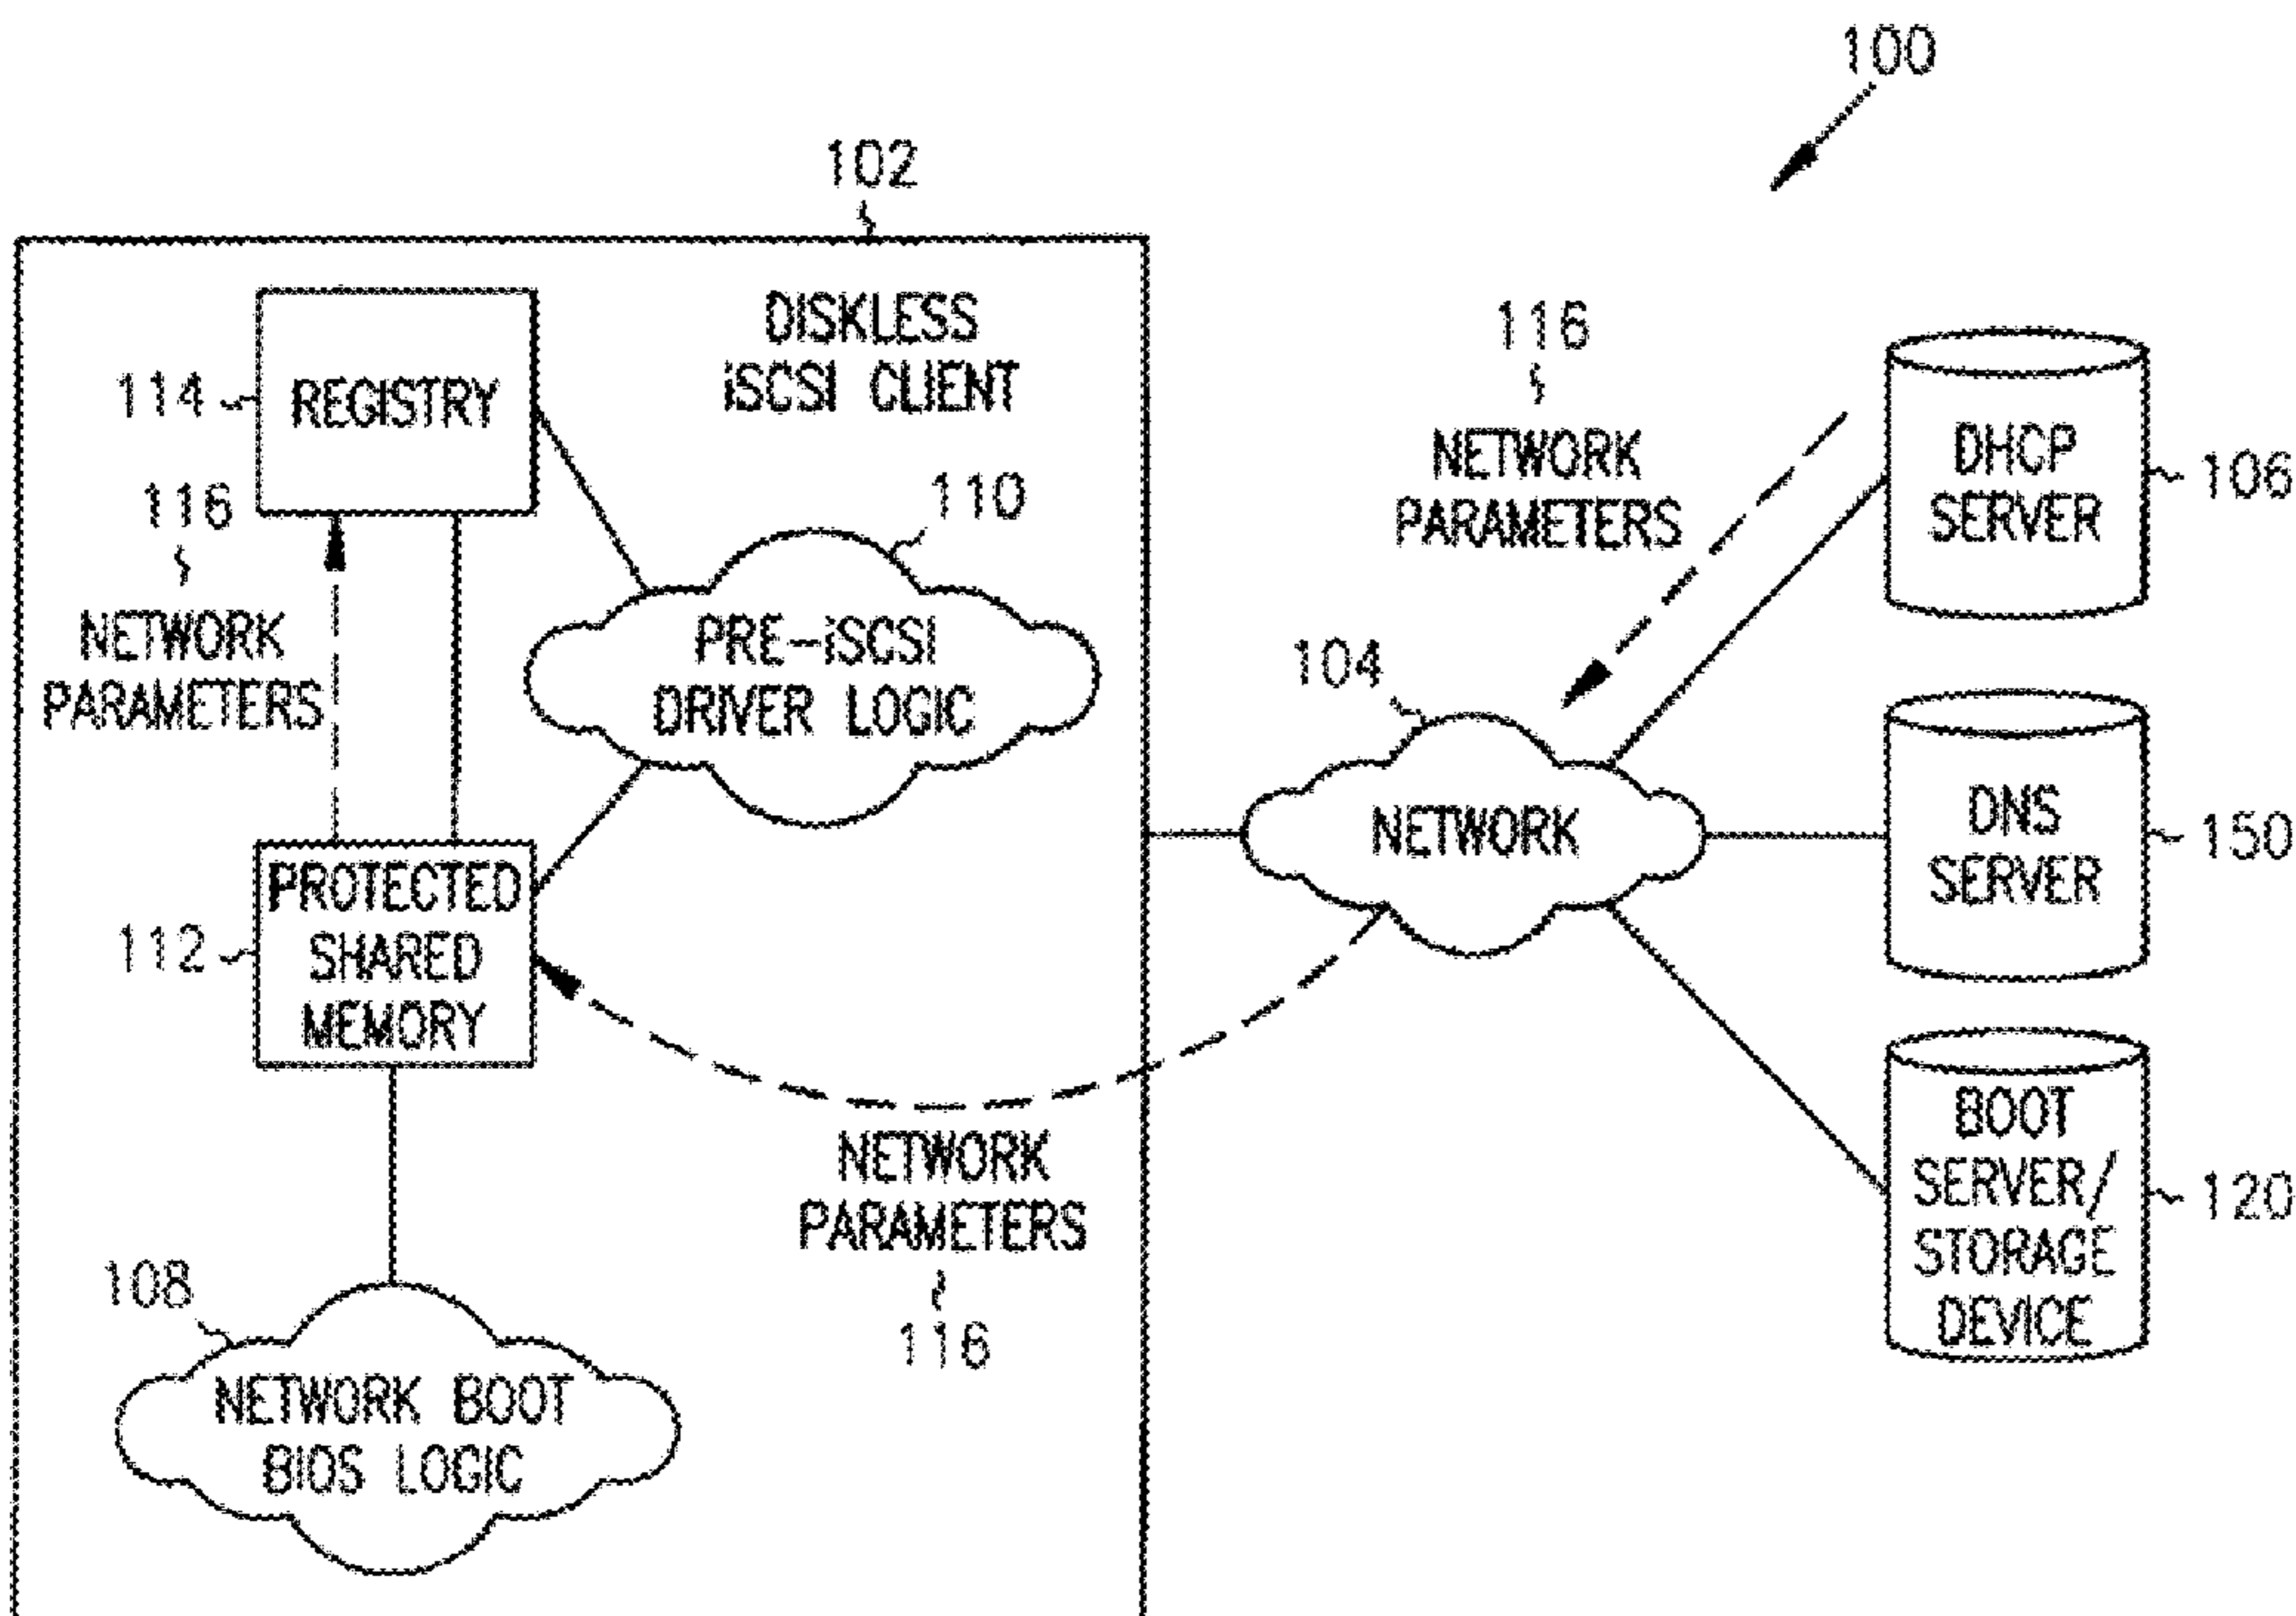 100
102
DISKLESS
iSCSI CLIENT
114
REGISTRY
116
NETWORK
PARAMETERS
110
PRE-iSCSI
DRIVER LOGIC
112
PROTECTED
SHARED
MEMORY
NETWORK
PARAMETERS
116
108
NETWORK BOOT
BIOS LOGIC
116
NETWORK
PARAMETERS
104
NETWORK
DHCP
SERVER
106
DNS
SERVER
150
BOOT
SERVER/
STORAGE
DEVICE
120